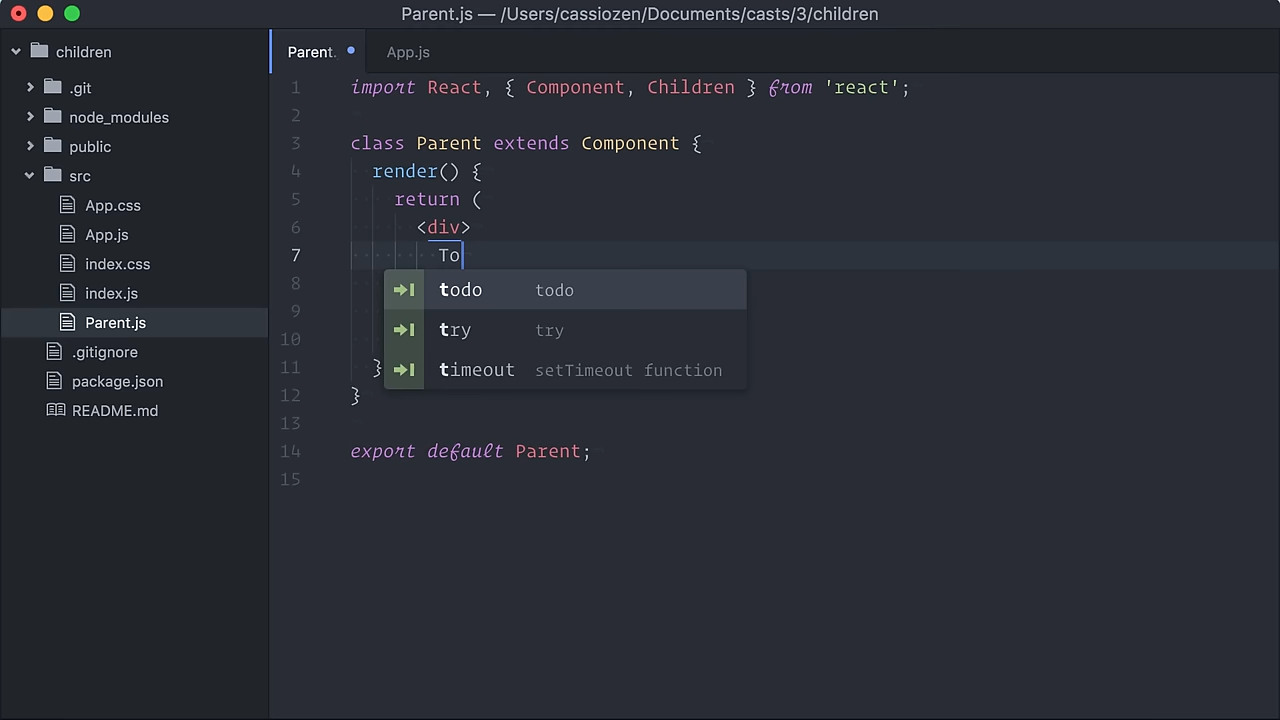 Parent.js — /Users/cassiozen/Documents/casts/3/children
children
.git
node_modules
public
src
App.css
App.js
index.css
index.js
Parent.js
.gitignore
package.json
README.md
Parent.
App.js
1 import React, { Component, Children } from 'react';
2
3 class Parent extends Component {
4 render() {
5 return (
6 <div>
7 To
8
9
10
11 }
12 }
13
14 export default Parent;
15
todo todo
try try
timeout setTimeout function